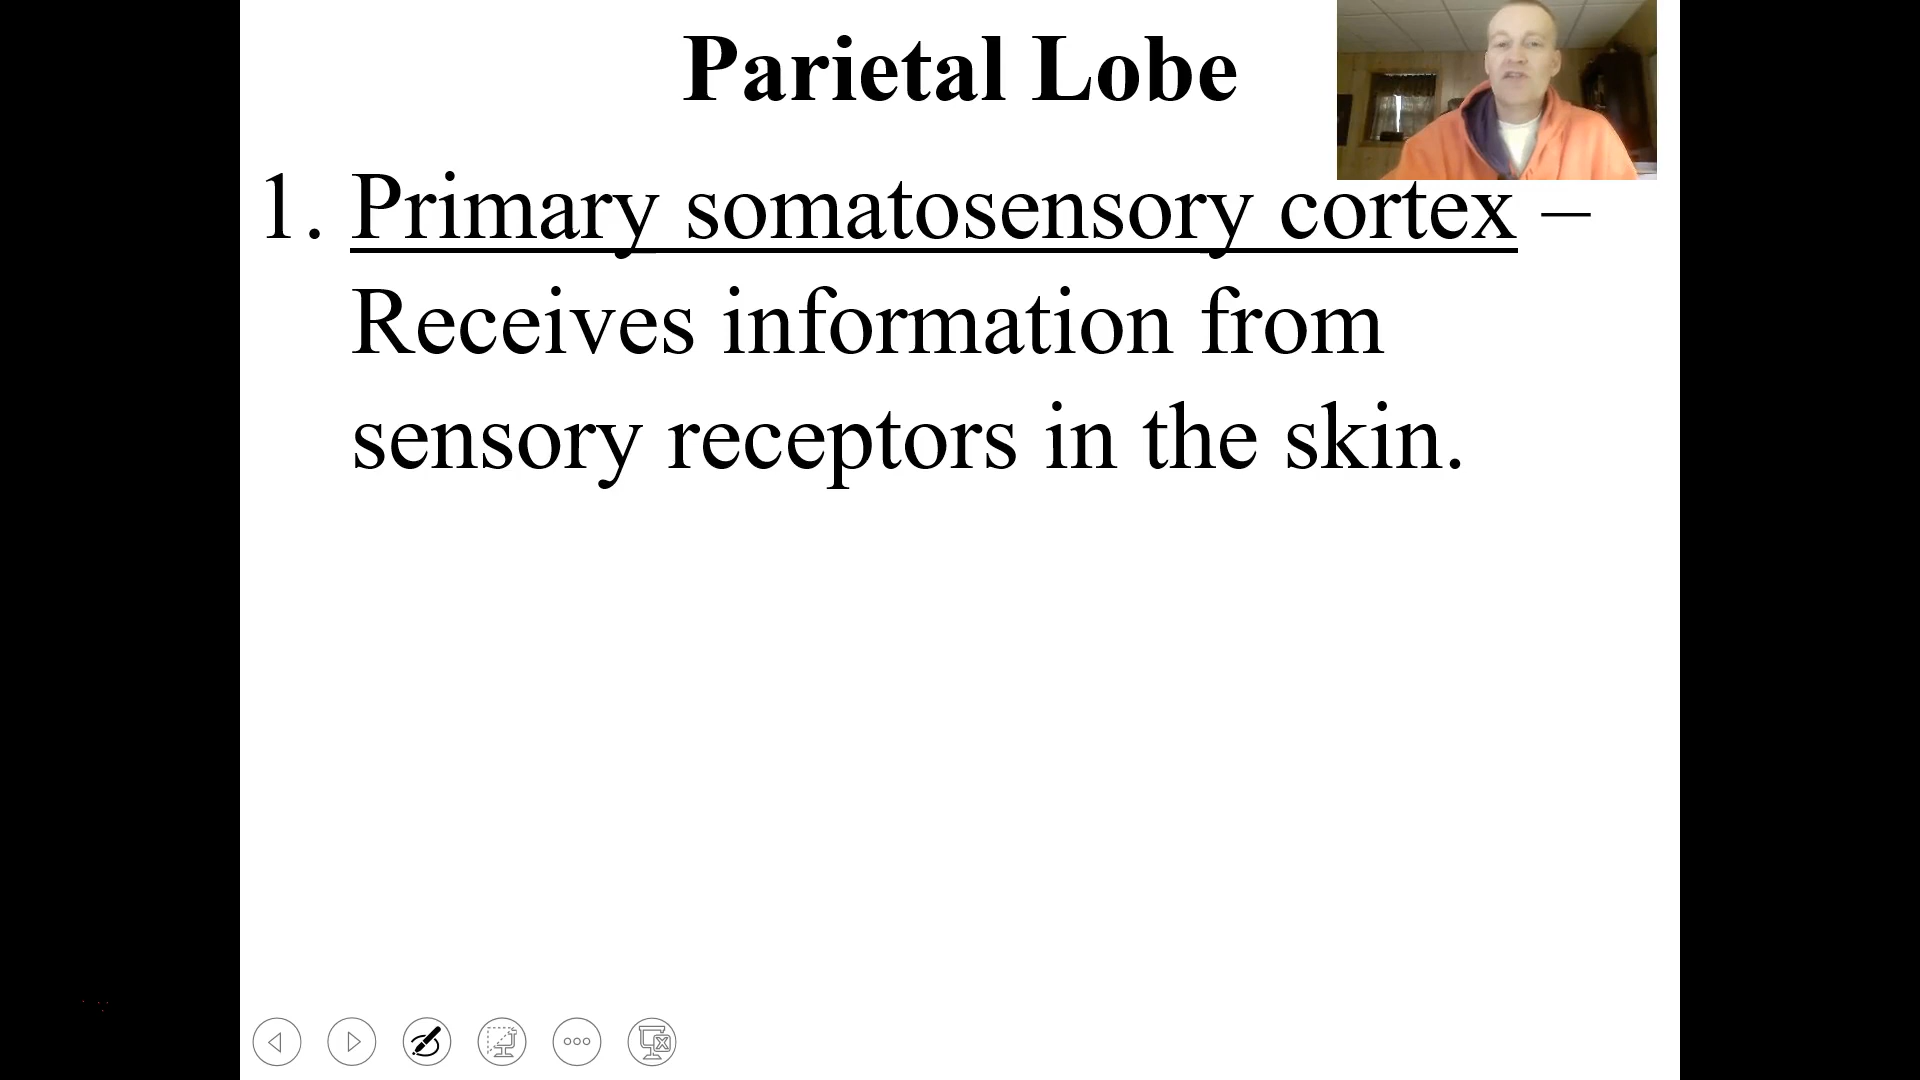 Parietal Lobe
1. Primary somatosensory cortex –
Receives information from
sensory receptors in the skin.